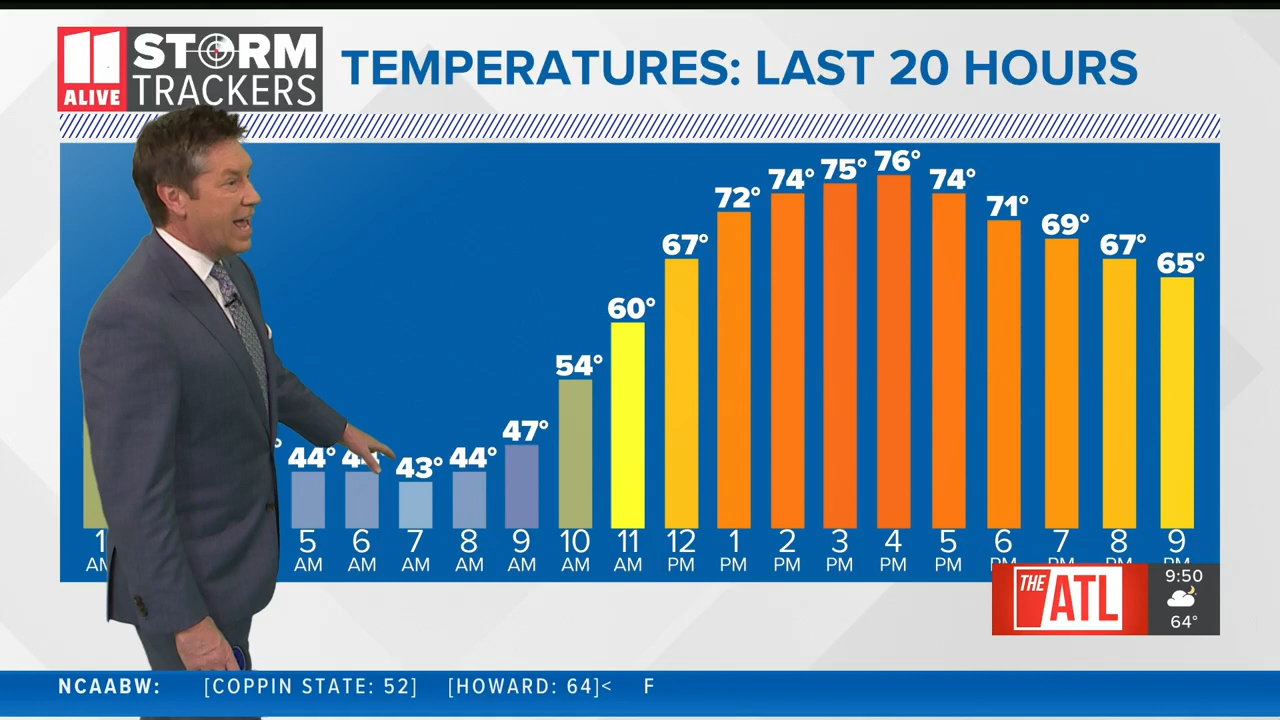 11 ALIVE
STORM TRACKERS
TEMPERATURES: LAST 20 HOURS
44° 43° 44° 47° 54° 60° 67° 72° 74° 75° 76° 74° 71° 69° 67° 65°
5 6 7 8 9 10 11 12 1 2 3 4 5 6 7 8 9
AM AM AM AM AM AM AM PM PM PM PM PM PM PM PM PM PM
THE ATL
9:50
64°
NCAABW: [COPPIN STATE: 52] [HOWARD: 64]< F